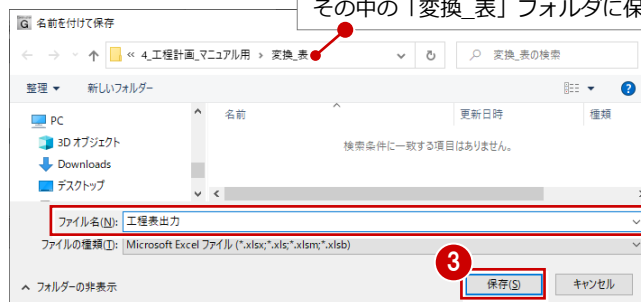 その中の「変換_表」フォルダに保
名前を付けて保存
« 4_工程計画_マニュアル用 › 変換_表
変換_表の検索
整理 新しいフォルダー
名前 更新日時 種類
PC
3D オブジェクト
Downloads
デスクトップ
検索条件に一致する項目はありません。
ファイル名(N): 工程表出力
ファイルの種類(T): Microsoft Excel ファイル (*.xlsx;*.xls;*.xlsm;*.xlsb)
3
フォルダーの非表示 保存(S) キャンセル